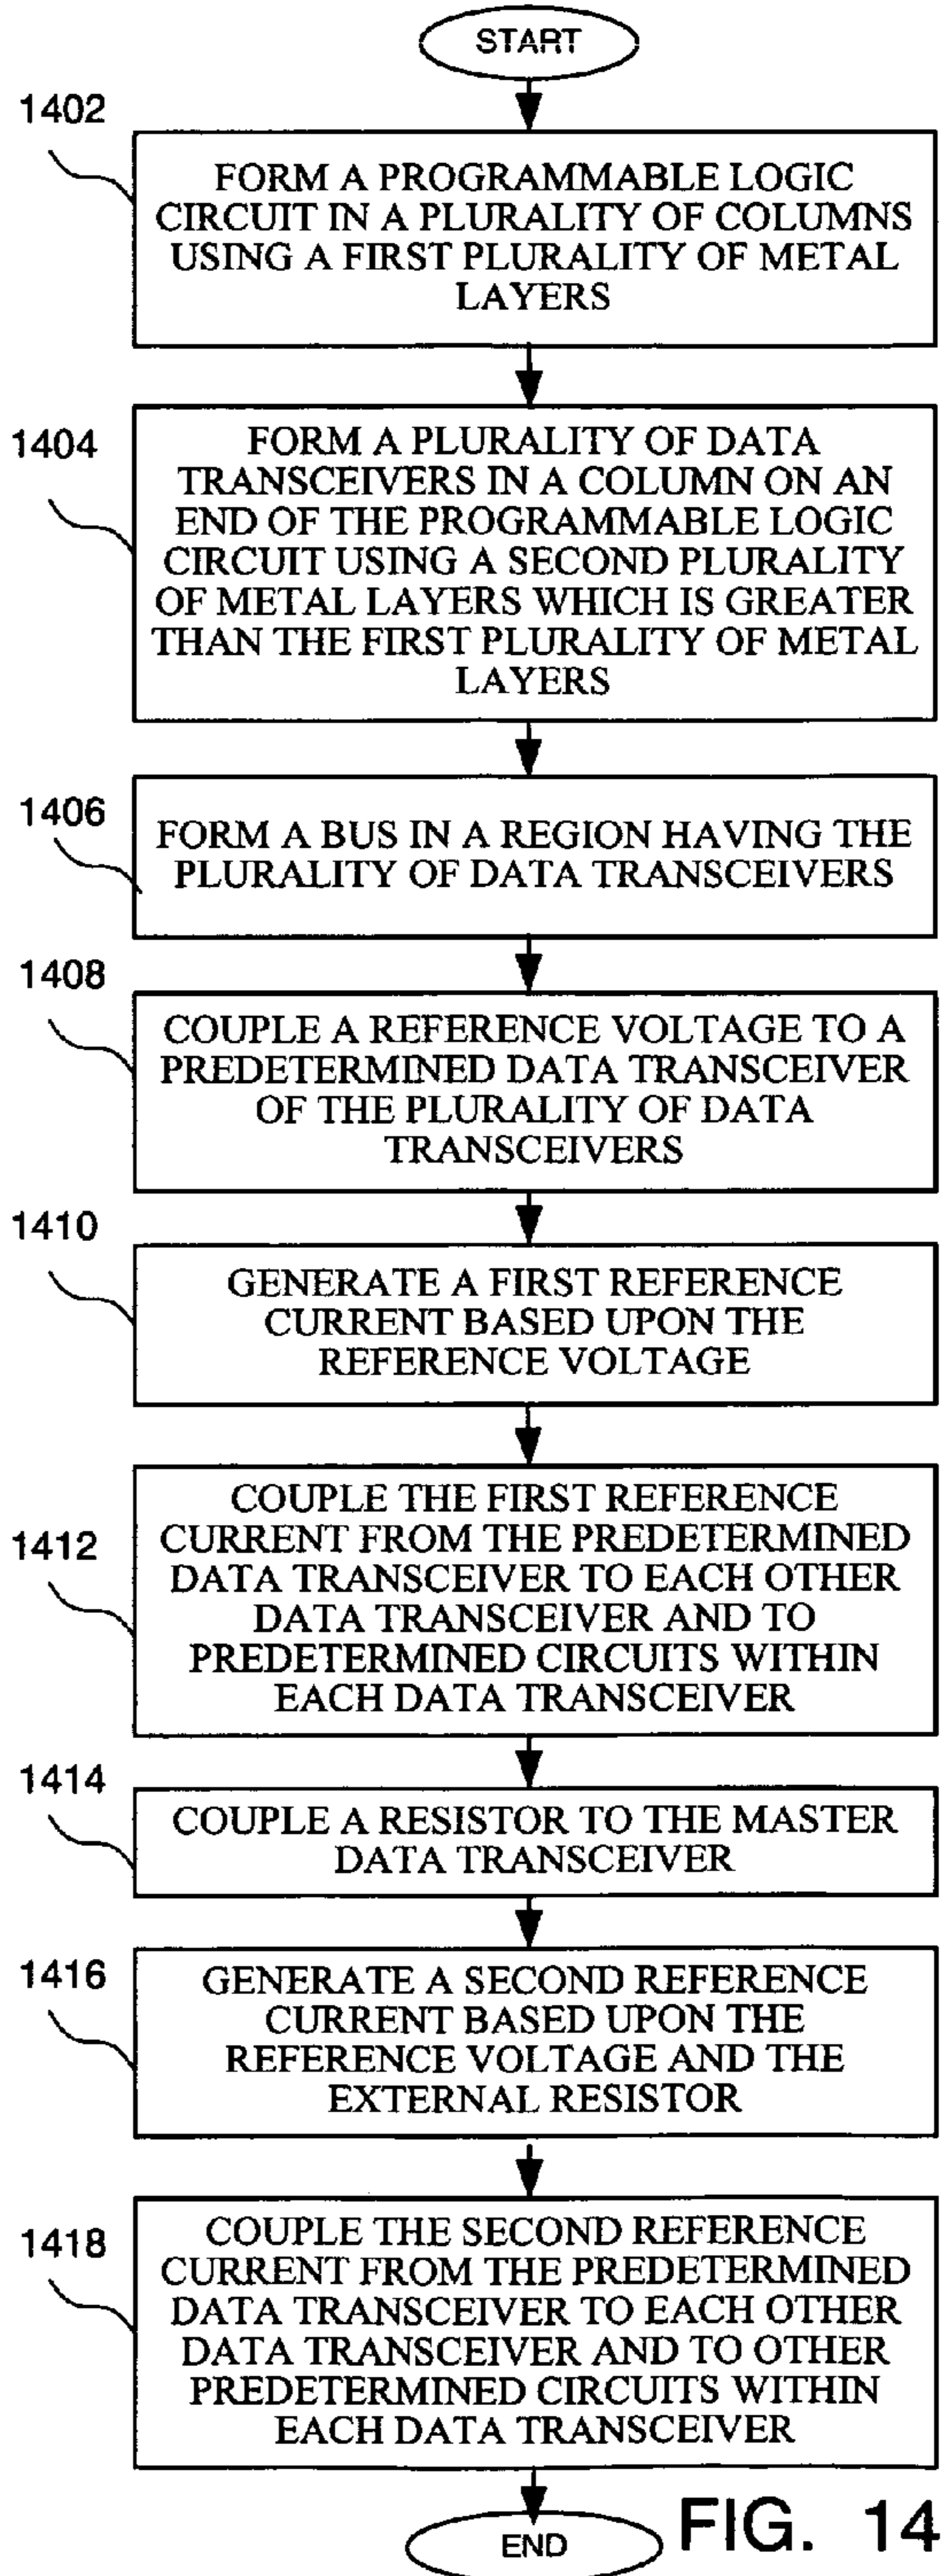 START
1402
FORM A PROGRAMMABLE LOGIC
CIRCUIT IN A PLURALITY OF COLUMNS
USING A FIRST PLURALITY OF METAL
LAYERS
1404
FORM A PLURALITY OF DATA
TRANSCEIVERS IN A COLUMN ON AN
END OF THE PROGRAMMABLE LOGIC
CIRCUIT USING A SECOND PLURALITY
OF METAL LAYERS WHICH IS GREATER
THAN THE FIRST PLURALITY OF METAL
LAYERS
1406
FORM A BUS IN A REGION HAVING THE
PLURALITY OF DATA TRANSCEIVERS
1408
COUPLE A REFERENCE VOLTAGE TO A
PREDETERMINED DATA TRANSCEIVER
OF THE PLURALITY OF DATA
TRANSCEIVERS
1410
GENERATE A FIRST REFERENCE
CURRENT BASED UPON THE
REFERENCE VOLTAGE
1412
COUPLE THE FIRST REFERENCE
CURRENT FROM THE PREDETERMINED
DATA TRANSCEIVER TO EACH OTHER
DATA TRANSCEIVER AND TO
PREDETERMINED CIRCUITS WITHIN
EACH DATA TRANSCEIVER
1414
COUPLE A RESISTOR TO THE MASTER
DATA TRANSCEIVER
1416
GENERATE A SECOND REFERENCE
CURRENT BASED UPON THE
REFERENCE VOLTAGE AND THE
EXTERNAL RESISTOR
1418
COUPLE THE SECOND REFERENCE
CURRENT FROM THE PREDETERMINED
DATA TRANSCEIVER TO EACH OTHER
DATA TRANSCEIVER AND TO OTHER
PREDETERMINED CIRCUITS WITHIN
EACH DATA TRANSCEIVER
END
FIG. 14